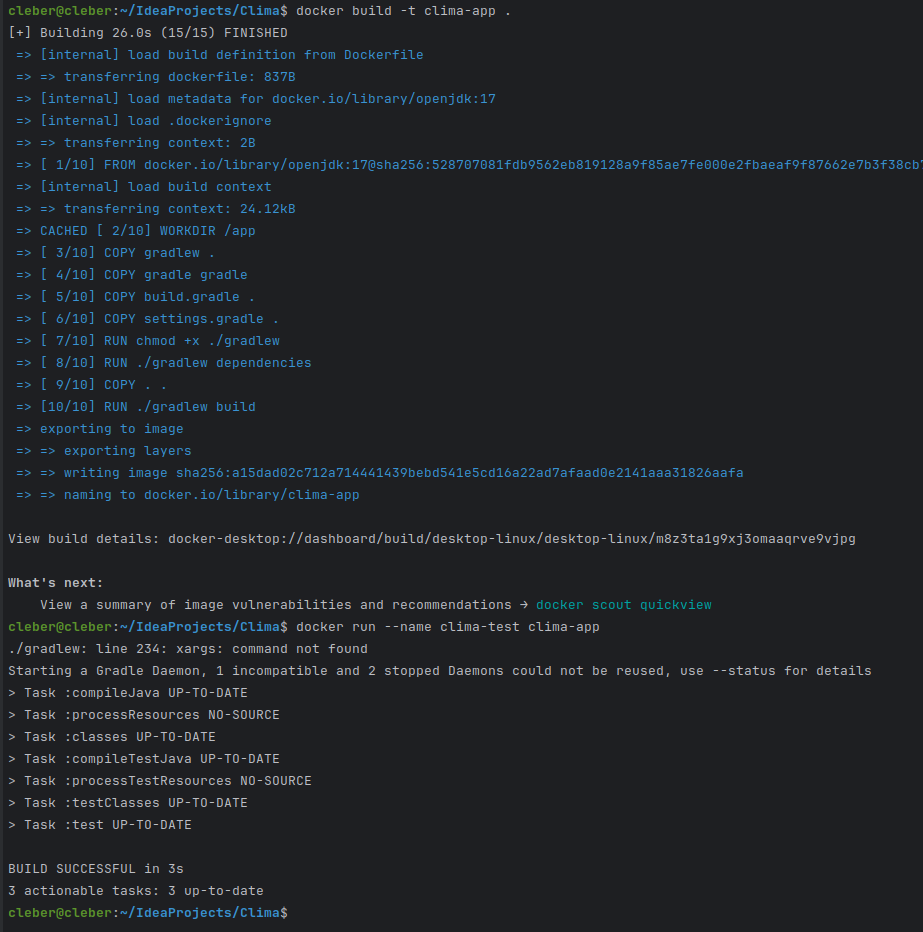 cleber@cleber:~/IdeaProjects/Clima$ docker build -t clima-app .
[+] Building 26.0s (15/15) FINISHED
=> [internal] load build definition from Dockerfile
=> => transferring dockerfile: 837B
=> [internal] load metadata for docker.io/library/openjdk:17
=> [internal] load .dockerignore
=> => transferring context: 2B
=> [ 1/10] FROM docker.io/library/openjdk:17@sha256:528707081fdb9562eb819128a9f85ae7fe000e2fbaeaf9f87662e7b3f38cb7
=> [internal] load build context
=> => transferring context: 24.12kB
=> CACHED [ 2/10] WORKDIR /app
=> [ 3/10] COPY gradlew .
=> [ 4/10] COPY gradle gradle
=> [ 5/10] COPY build.gradle .
=> [ 6/10] COPY settings.gradle .
=> [ 7/10] RUN chmod +x ./gradlew
=> [ 8/10] RUN ./gradlew dependencies
=> [ 9/10] COPY . .
=> [10/10] RUN ./gradlew build
=> exporting to image
=> => exporting layers
=> => writing image sha256:a15dad02c712a714441439bebd541e5cd16a22ad7afaad0e2141aaa31826aafa
=> => naming to docker.io/library/clima-app
View build details: docker-desktop://dashboard/build/desktop-linux/desktop-linux/m8z3ta1g9xj3omaaqrve9vjpg
What's next:
View a summary of image vulnerabilities and recommendations → docker scout quickview
cleber@cleber:~/IdeaProjects/Clima$ docker run --name clima-test clima-app
./gradlew: line 234: xargs: command not found
Starting a Gradle Daemon, 1 incompatible and 2 stopped Daemons could not be reused, use --status for details
> Task :compileJava UP-TO-DATE
> Task :processResources NO-SOURCE
> Task :classes UP-TO-DATE
> Task :compileTestJava UP-TO-DATE
> Task :processTestResources NO-SOURCE
> Task :testClasses UP-TO-DATE
> Task :test UP-TO-DATE
BUILD SUCCESSFUL in 3s
3 actionable tasks: 3 up-to-date
cleber@cleber:~/IdeaProjects/Clima$